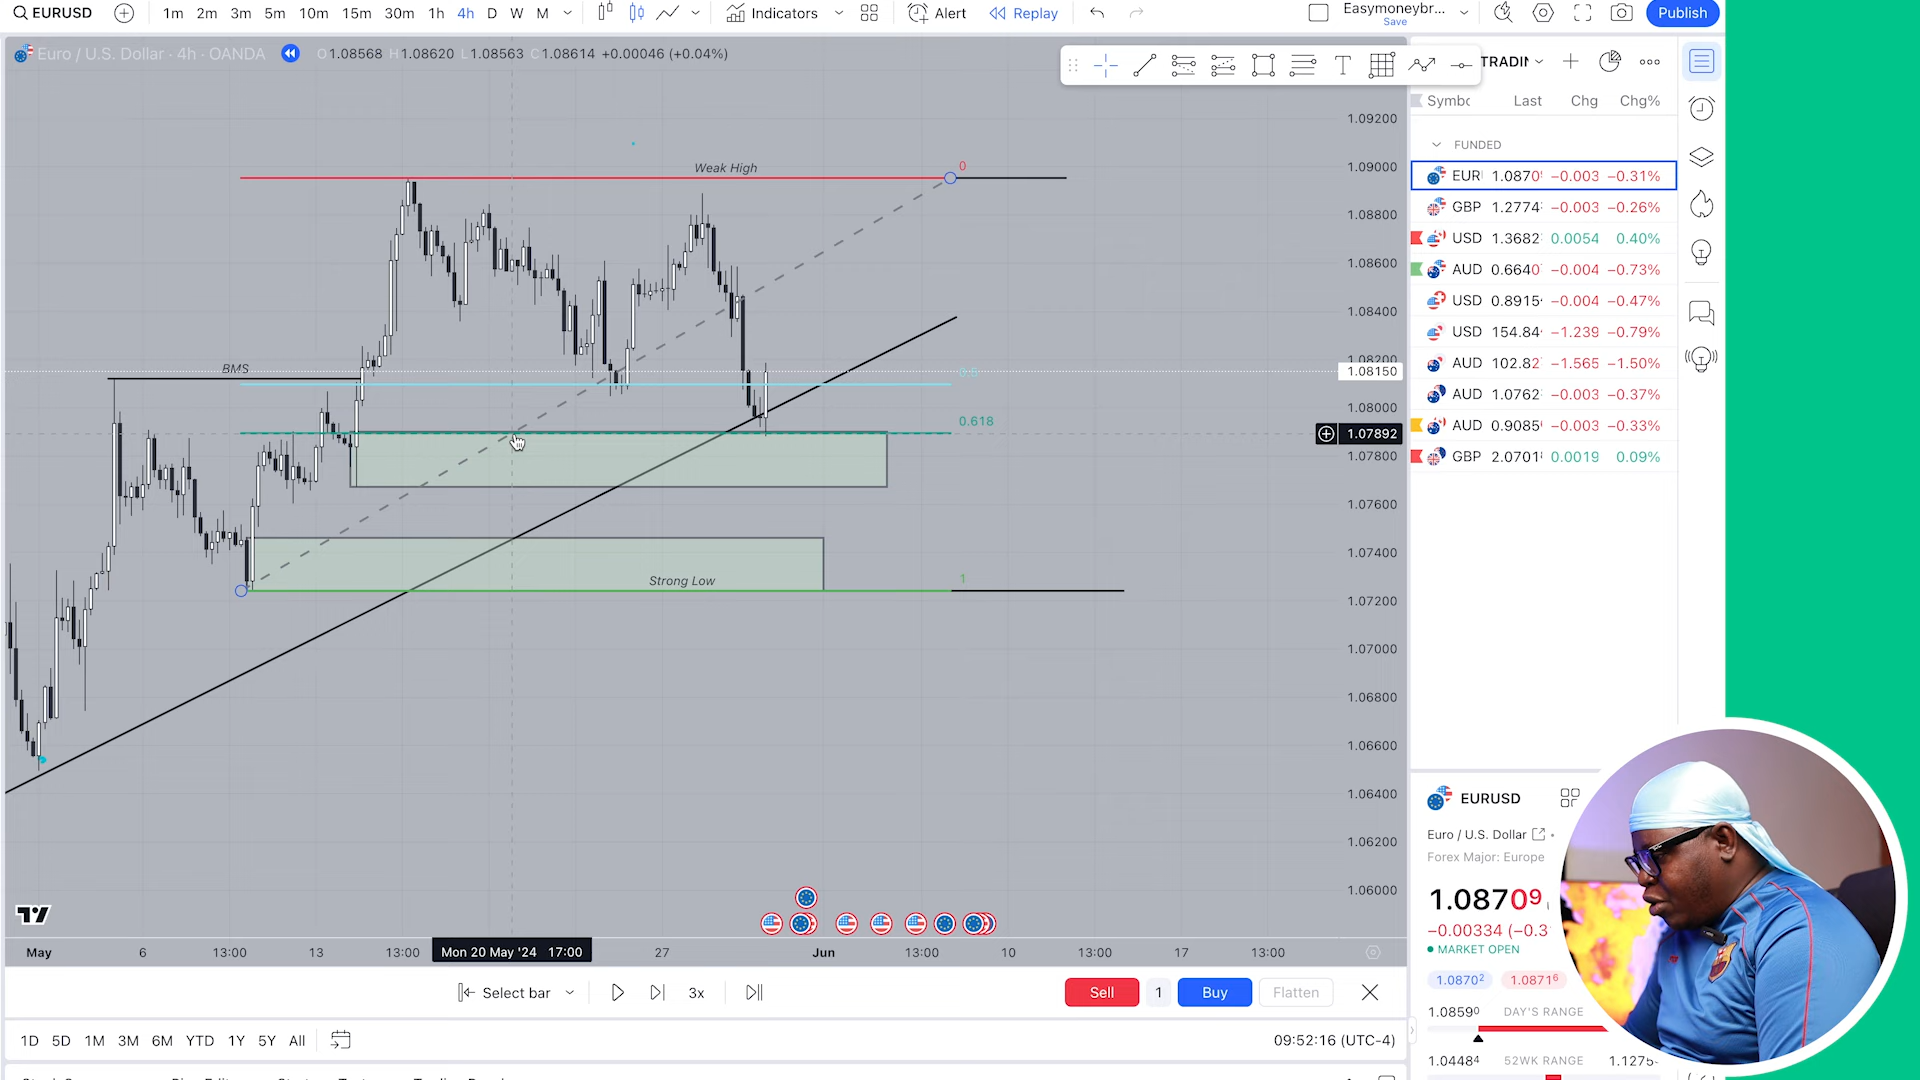 EURUSD 1m 2m 3m 5m 10m 15m 30m 1h 4h D W M Indicators Alert Replay Easymoneybr... Save Publish
Euro / U.S. Dollar · 4h · OANDA O1.08568 H1.08620 L1.08563 C1.08614 +0.00046 (+0.04%)
T
TRADIN
Symbo Last Chg Chg%
FUNDED
EUR 1.0870 −0.003 −0.31%
GBP 1.2774 −0.003 −0.26%
USD 1.3682 0.0054 0.40%
AUD 0.6640 −0.004 −0.73%
USD 0.8915 −0.004 −0.47%
USD 154.84 −1.239 −0.79%
AUD 102.82 −1.565 −1.50%
AUD 1.0762 −0.003 −0.37%
AUD 0.9085 −0.003 −0.33%
GBP 2.0701 0.0019 0.09%
1.09200
1.09000
1.08800
1.08600
1.08400
1.08200
1.08150
1.08000
1.07892
1.07800
1.07600
1.07400
1.07200
1.07000
1.06800
1.06600
1.06400
1.06200
1.06000
Weak High 0
BMS
0.5
0.618
Strong Low 1
May 6 13:00 13 13:00 Mon 20 May '24 17:00 27 Jun 13:00 10 13:00 17 13:00
Select bar 3x Sell 1 Buy Flatten
1D 5D 1M 3M 6M YTD 1Y 5Y All 09:52:16 (UTC-4)
EURUSD
Euro / U.S. Dollar
Forex Major: Europe
1.08709
−0.00334 (−0.3
MARKET OPEN
1.08702 1.08716
1.08590 DAY'S RANGE
1.04484 52WK RANGE 1.1275